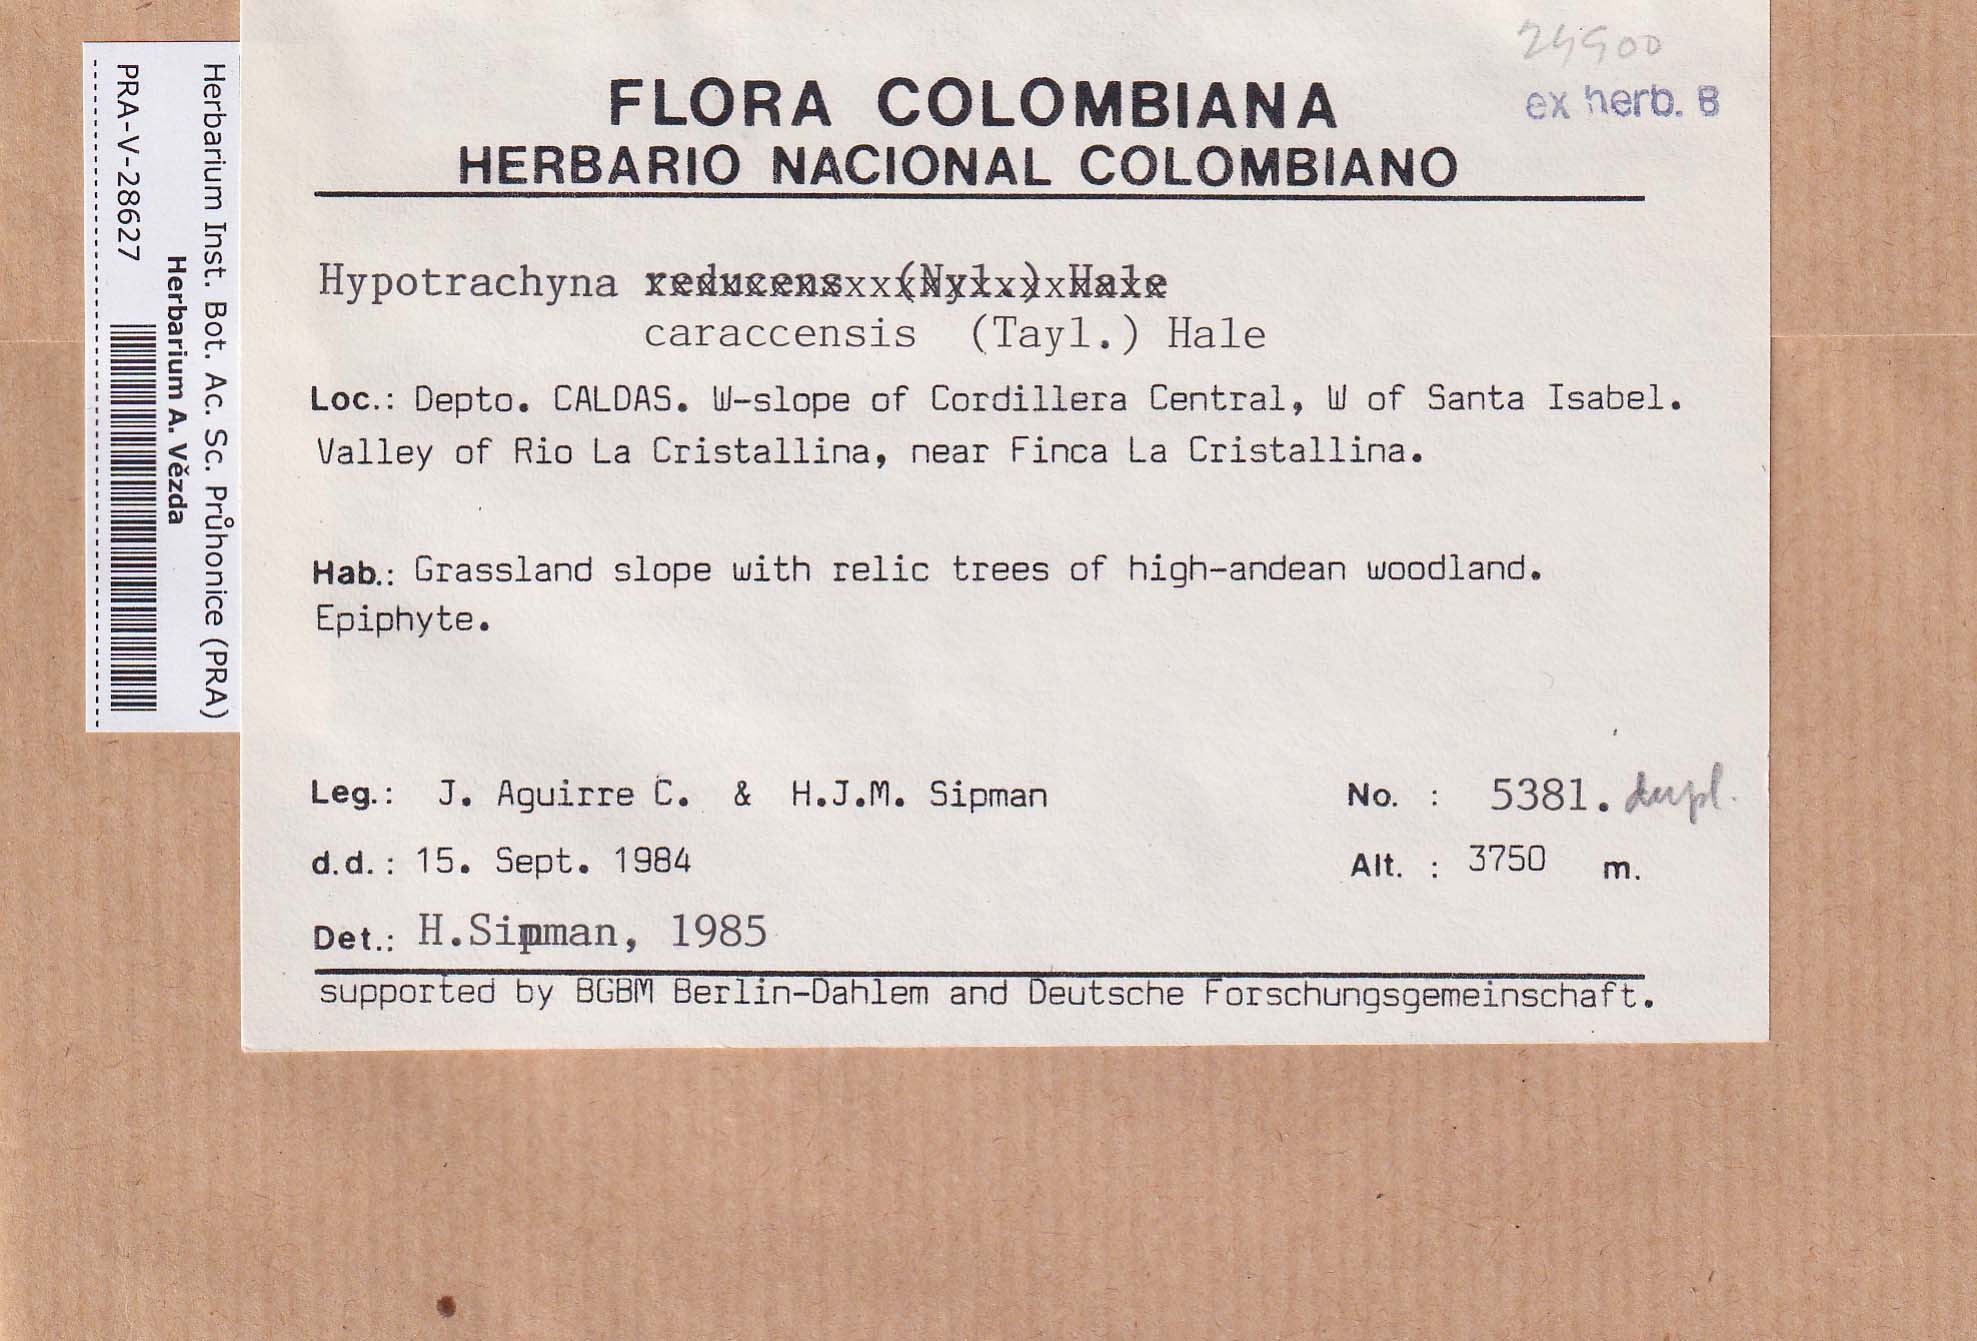 24900
ex herb. B
FLORA COLOMBIANA
HERBARIO NACIONAL COLOMBIANO
Hypotrachyna reducens (Nyl.) Hale
caraccensis (Tayl.) Hale
Loc.: Depto. CALDAS. W-slope of Cordillera Central, W of Santa Isabel.
Valley of Rio La Cristallina, near Finca La Cristallina.
Hab.: Grassland slope with relic trees of high-andean woodland.
Epiphyte.
Leg.: J. Aguirre C. & H.J.M. Sipman No. : 5381. dupl.
d.d. : 15. Sept. 1984 Alt. : 3750 m.
Det.: H.Sipman, 1985
supported by BGBM Berlin-Dahlem and Deutsche Forschungsgemeinschaft.
Herbarium Inst. Bot. Ac. Sc. Průhonice (PRA)
Herbarium A. Vězda
PRA-V-28627